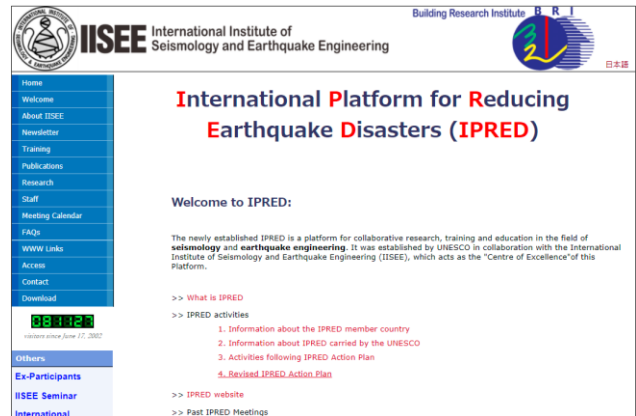 Building Research Institute B R I
IISEE International Institute of
Seismology and Earthquake Engineering
日本語
Home
Welcome
About IISEE
Newsletter
Training
Publications
Research
Staff
Meeting Calendar
FAQs
WWW Links
Access
Contact
Download
visitors since June 17, 2002
Others
Ex-Participants
IISEE Seminar
International
International Platform for Reducing
Earthquake Disasters (IPRED)
Welcome to IPRED:
The newly established IPRED is a platform for collaborative research, training and education in the field of
seismology and earthquake engineering. It was established by UNESCO in collaboration with the International
Institute of Seismology and Earthquake Engineering (IISEE), which acts as the "Centre of Excellence"of this
Platform.
>> What is IPRED
>> IPRED activities
1. Information about the IPRED member country
2. Information about IPRED carried by the UNESCO
3. Activities following IPRED Action Plan
4. Revised IPRED Action Plan
>> IPRED website
>> Past IPRED Meetings